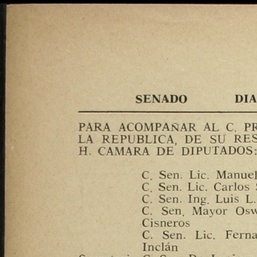 SENADO DIA
PARA ACOMPAÑAR AL C. PR
LA REPUBLICA, DE SU RES
H. CAMARA DE DIPUTADOS:
C. Sen. Lic. Manuel
C. Sen. Lic. Carlos
C. Sen. Ing. Luis L.
C. Sen. Mayor Osw
Cisneros
C. Sen. Lic. Ferna
Inclán